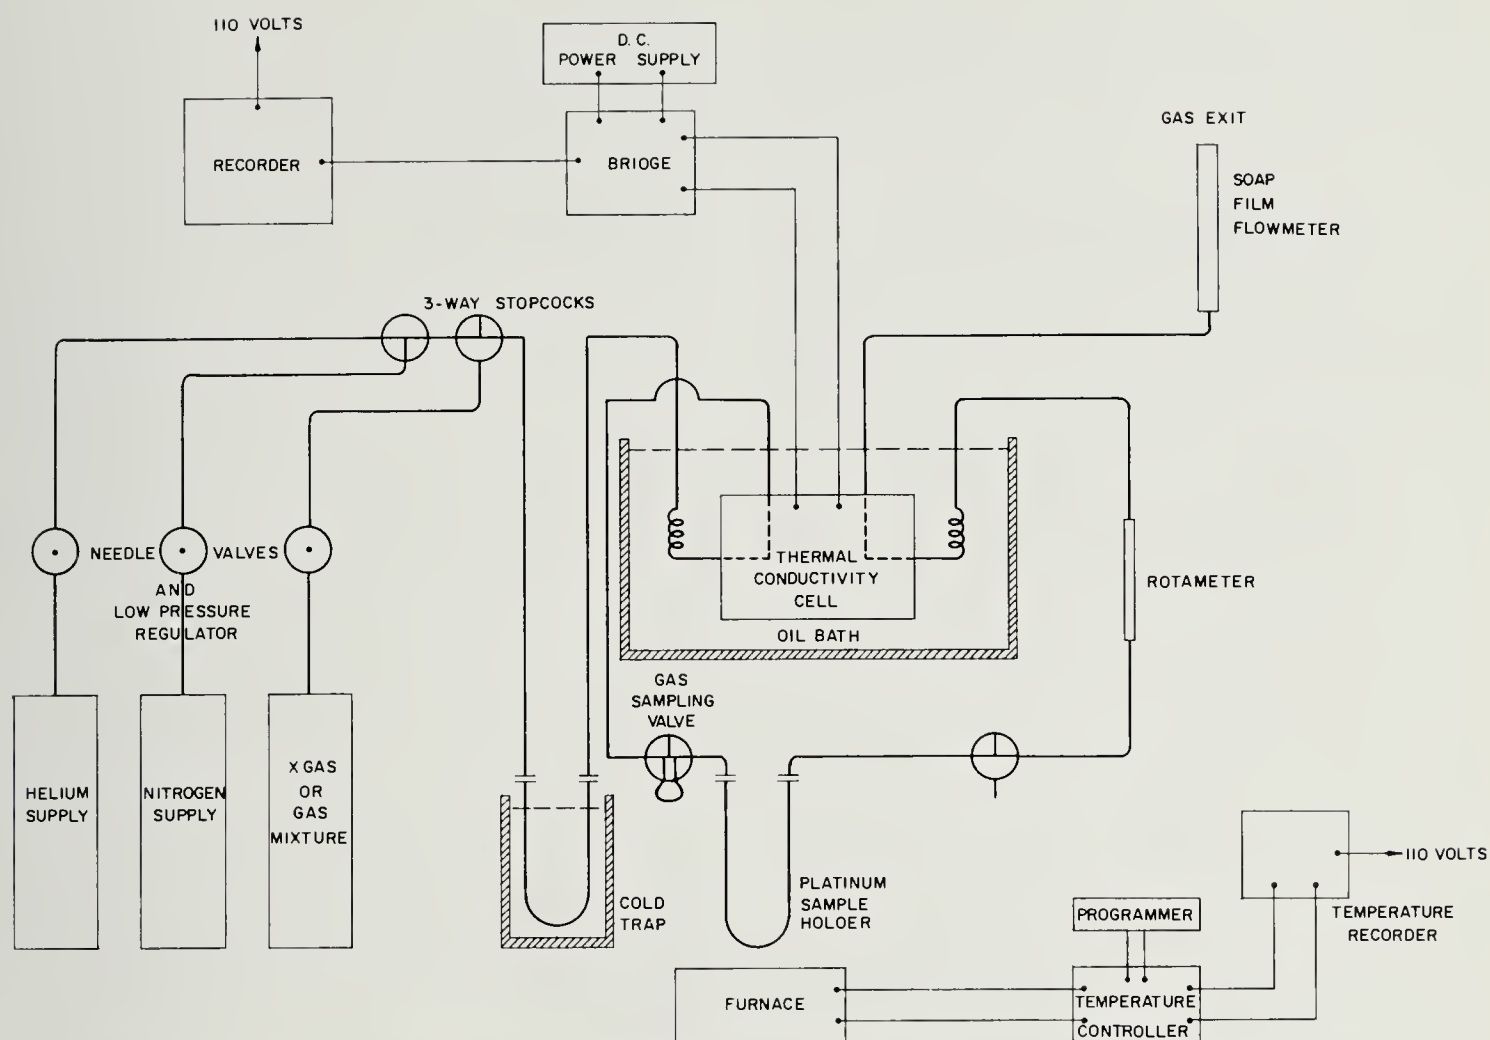 110 VOLTS
D. C.
POWER SUPPLY
RECORDER
BRIOGE
GAS EXIT
SOAP
FILM
FLOWMETER
3-WAY STOPCOCKS
NEEDLE VALVES
AND
LOW PRESSURE
REGULATOR
THERMAL
CONDUCTIVITY
CELL
OIL BATH
ROTAMETER
GAS
SAMPLING
VALVE
HELIUM
SUPPLY
NITROGEN
SUPPLY
X GAS
OR
GAS
MIXTURE
COLD
TRAP
PLATINUM
SAMPLE
HOLOER
110 VOLTS
TEMPERATURE
RECORDER
PROGRAMMER
FURNACE
TEMPERATURE
CONTROLLER